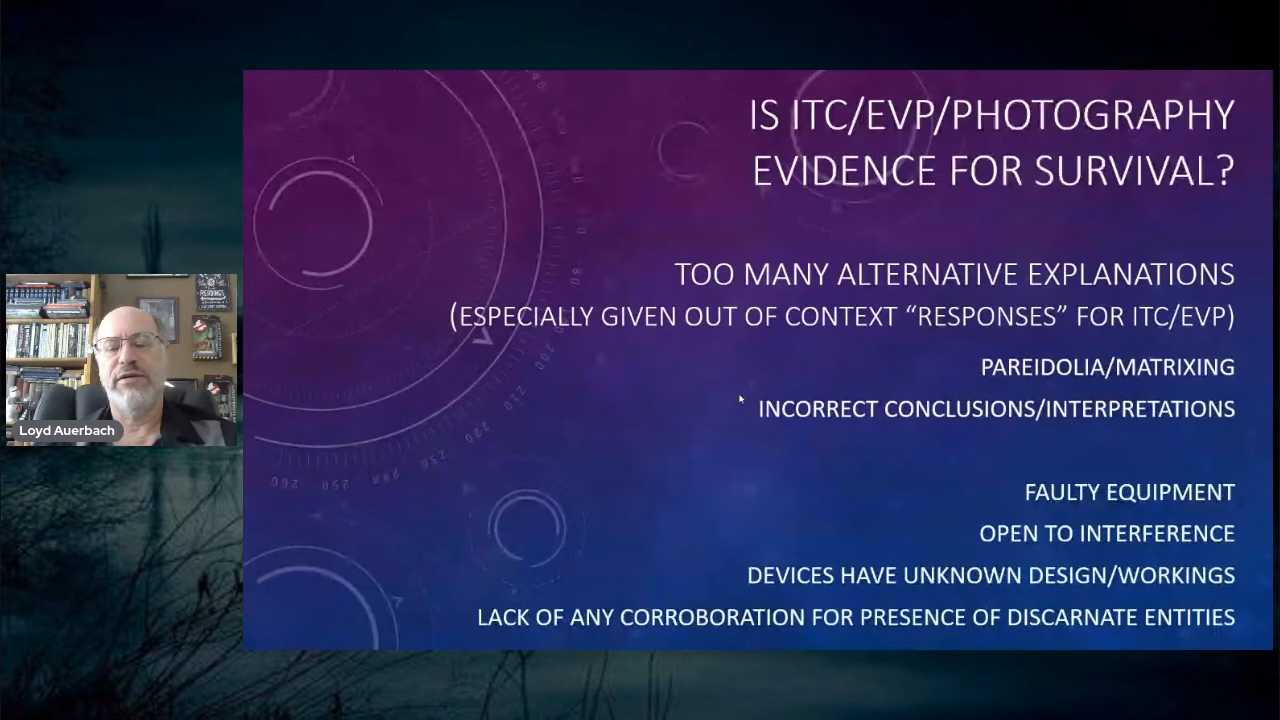 IS ITC/EVP/PHOTOGRAPHY
EVIDENCE FOR SURVIVAL?
TOO MANY ALTERNATIVE EXPLANATIONS
(ESPECIALLY GIVEN OUT OF CONTEXT “RESPONSES” FOR ITC/EVP)
PAREIDOLIA/MATRIXING
INCORRECT CONCLUSIONS/INTERPRETATIONS
FAULTY EQUIPMENT
OPEN TO INTERFERENCE
DEVICES HAVE UNKNOWN DESIGN/WORKINGS
LACK OF ANY CORROBORATION FOR PRESENCE OF DISCARNATE ENTITIES
Loyd Auerbach
260
210